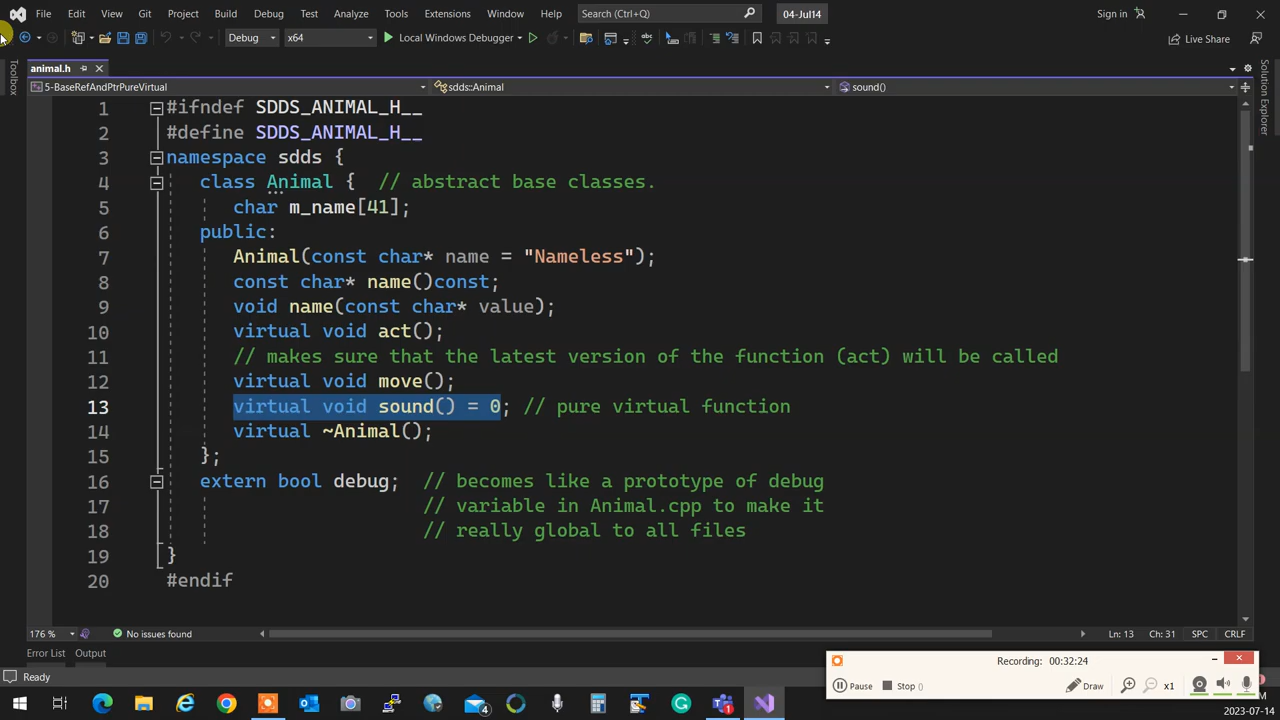 File Edit View Git Project Build Debug Test Analyze Tools Extensions Window Help Search (Ctrl+Q) 04-Jul14 Sign in
Debug x64 Local Windows Debugger Live Share
animal.h
5-BaseRefAndPtrPureVirtual sdds::Animal sound()
Toolbox
Solution Explorer
1 #ifndef SDDS_ANIMAL_H__
2 #define SDDS_ANIMAL_H__
3 namespace sdds {
4 class Animal { // abstract base classes.
5 char m_name[41];
6 public:
7 Animal(const char* name = "Nameless");
8 const char* name()const;
9 void name(const char* value);
10 virtual void act();
11 // makes sure that the latest version of the function (act) will be called
12 virtual void move();
13 virtual void sound() = 0; // pure virtual function
14 virtual ~Animal();
15 };
16 extern bool debug; // becomes like a prototype of debug
17 // variable in Animal.cpp to make it
18 // really global to all files
19 }
20 #endif
176 % No issues found Ln: 13 Ch: 31 SPC CRLF
Error List Output
Ready
Recording: 00:32:24
Pause Stop () Draw x1
4
1
2023-07-14